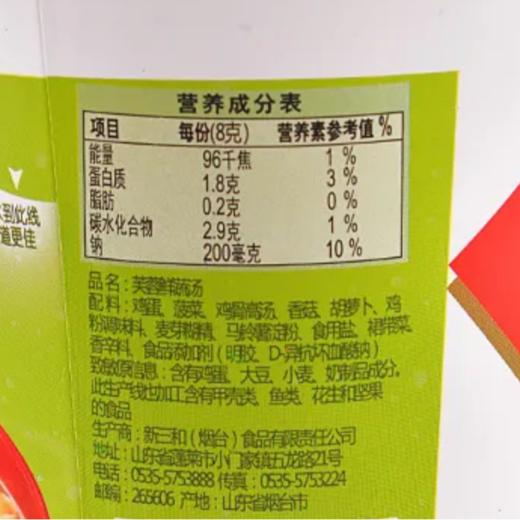 营养成分表
项目 每份(8克) 营养素参考值 %
能量 96千焦 1 %
蛋白质 1.8克 3 %
脂肪 0.2克 0 %
碳水化合物 2.9克 1 %
钠 200毫克 10 %
到此线
道更佳
品名：芙蓉鲜蔬汤
配料：鸡蛋、菠菜、鸡骨高汤、香菇、胡萝卜、鸡
粉调味料、麦芽糊精、马铃薯淀粉、食用盐、裙带菜、
香辛料、食品添加剂（明胶、D-异抗坏血酸钠）
致敏原信息：含有鸡蛋、大豆、小麦、奶制品成分，
此生产线也加工含有甲壳类、鱼类、花生和坚果
的食品
生产商：新三和（烟台）食品有限责任公司
地址：山东省蓬莱市小门家镇五龙路21号
电话：0535-5753888 传真：0535-5753224
邮编：265606 产地：山东省烟台市